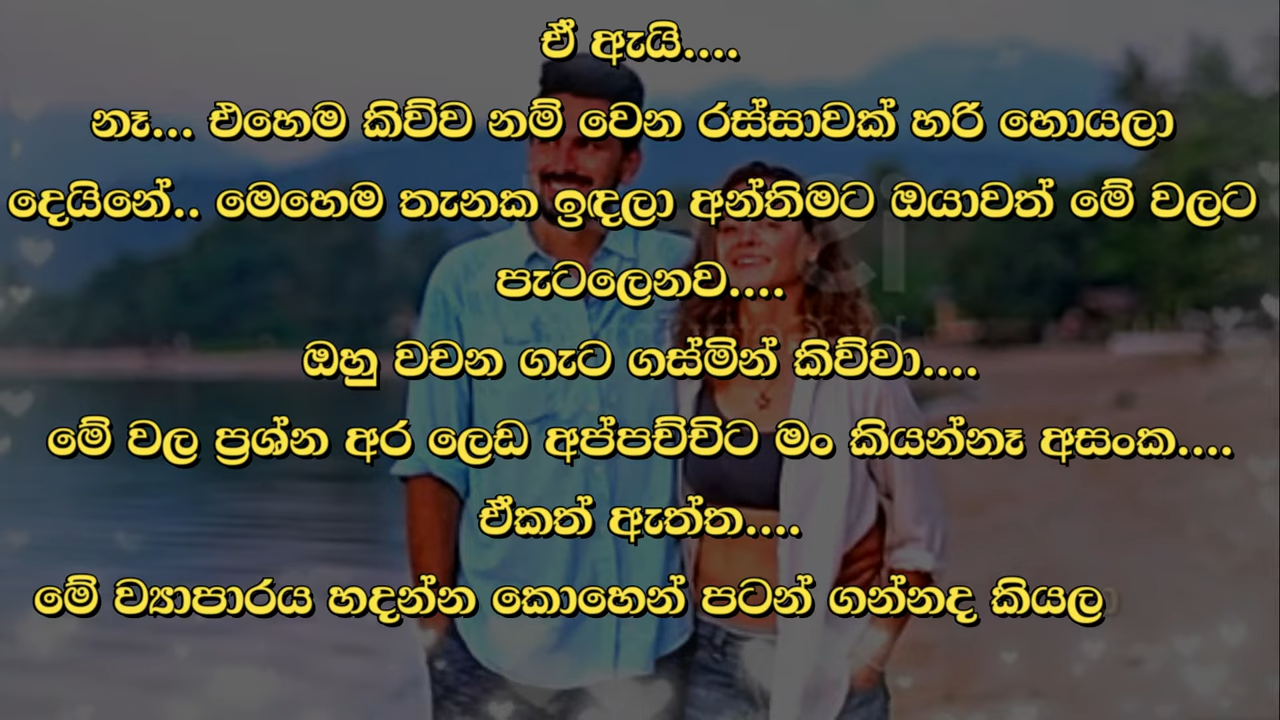 ඒ ඇයි....
නෑ... එහෙම කිව්ව නම් වෙන රස්සාවක් හරි හොයලා
දෙයිනේ.. මෙහෙම තැනක ඉඳලා අන්තිමට ඔයාවත් මේ වලට
පැටලෙනව....
ඔහු වචන ගැට ගස්මින් කිව්වා....
මේ වල ප්‍රශ්න අර ලෙඩ අප්පච්චිට මං කියන්නෑ අසංක....
ඒකත් ඇත්ත....
මේ ව්‍යාපාරය හදන්න කොහෙන් පටන් ගන්නද කියල